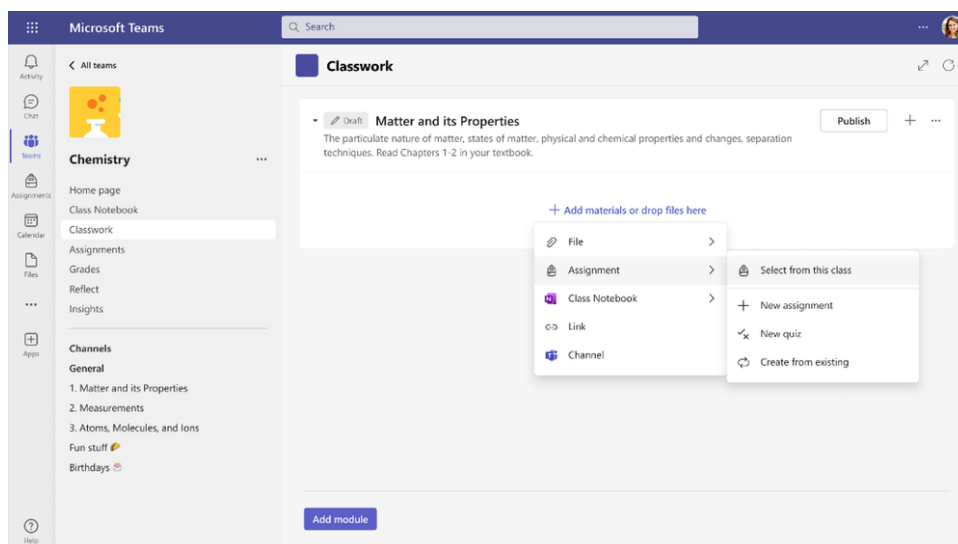 Microsoft Teams
Search
Activity
Chat
Teams
Assignments
Calendar
Files
Apps
Help
All teams
Chemistry
Home page
Class Notebook
Classwork
Assignments
Grades
Reflect
Insights
Channels
General
1. Matter and its Properties
2. Measurements
3. Atoms, Molecules, and Ions
Fun stuff 🌮
Birthdays 🎂
Classwork
Draft Matter and its Properties
Publish
The particulate nature of matter, states of matter, physical and chemical properties and changes, separation
techniques. Read Chapters 1-2 in your textbook.
Add materials or drop files here
File
Assignment
Class Notebook
Link
Channel
Select from this class
New assignment
New quiz
Create from existing
Add module